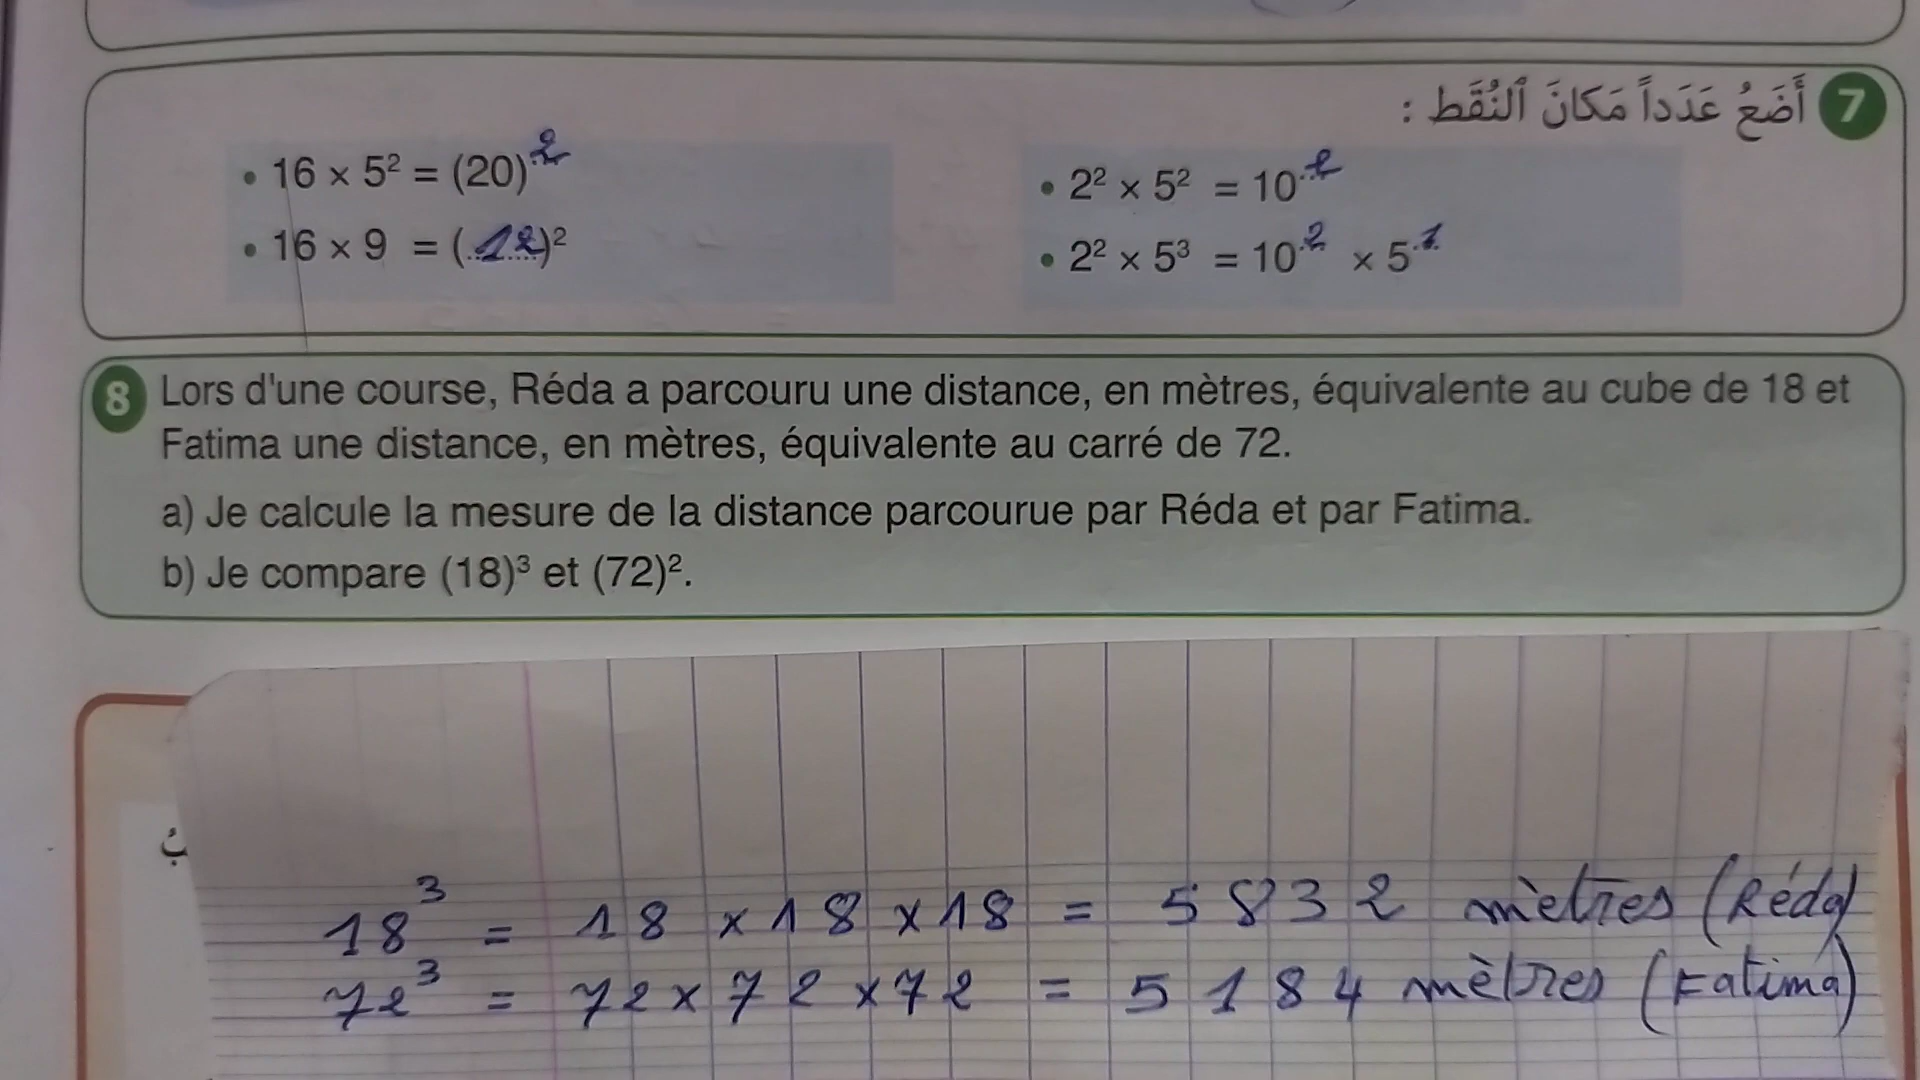 7 أَضَعُ عَدَداً مَكانَ ٱلنُّقَط :
• 16 × 5² = (20)²
• 2² × 5² = 10²
• 16 × 9 = (12)²
• 2² × 5³ = 10² × 5¹
8 Lors d'une course, Réda a parcouru une distance, en mètres, équivalente au cube de 18 et
Fatima une distance, en mètres, équivalente au carré de 72.
a) Je calcule la mesure de la distance parcourue par Réda et par Fatima.
b) Je compare (18)³ et (72)².
18³ = 18 × 18 × 18 = 5832 mètres (Réda)
72³ = 72 × 72 × 72 = 5184 mètres (Fatima)